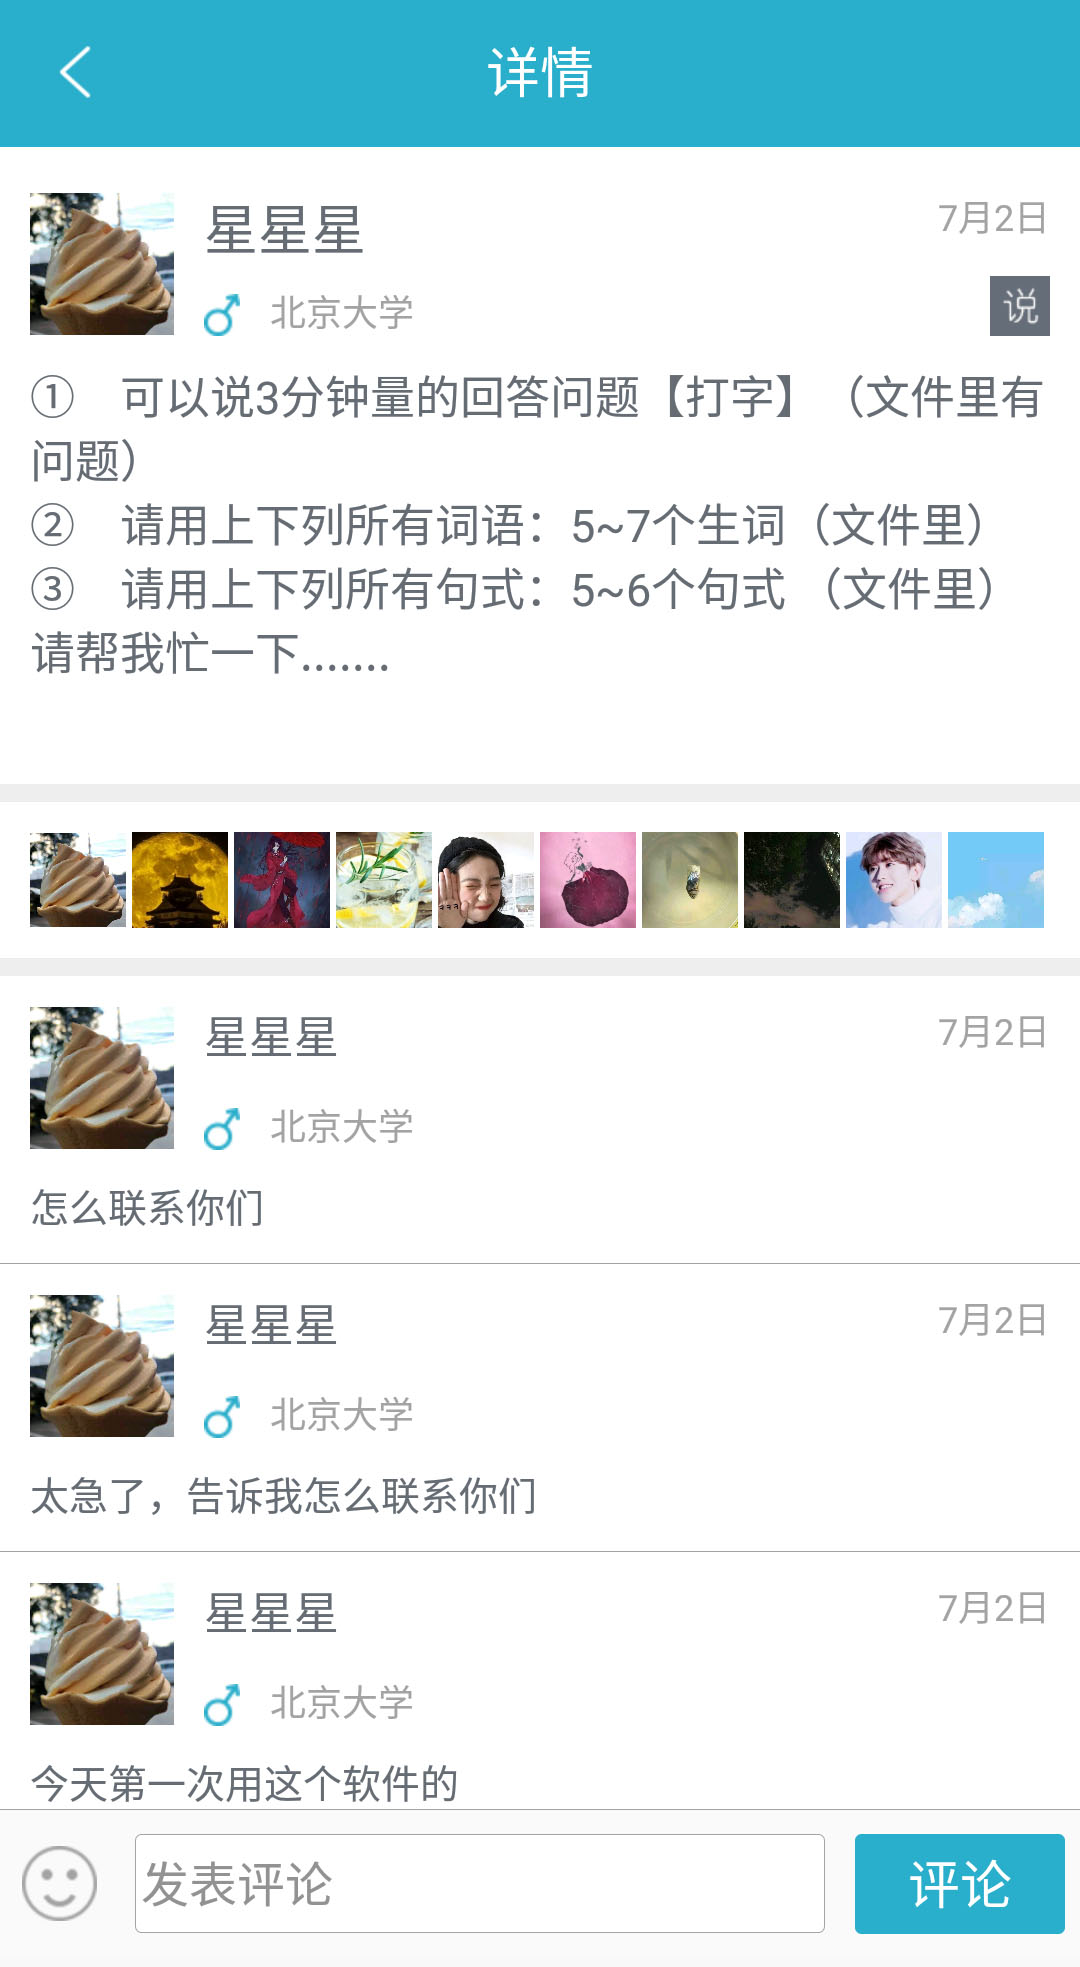 详情
星星星
7月2日
北京大学
说
① 可以说3分钟量的回答问题【打字】（文件里有
问题）
② 请用上下列所有词语：5~7个生词（文件里）
③ 请用上下列所有句式：5~6个句式 （文件里）
请帮我忙一下.......
星星星
7月2日
北京大学
怎么联系你们
星星星
7月2日
北京大学
太急了，告诉我怎么联系你们
星星星
7月2日
北京大学
今天第一次用这个软件的
发表评论
评论